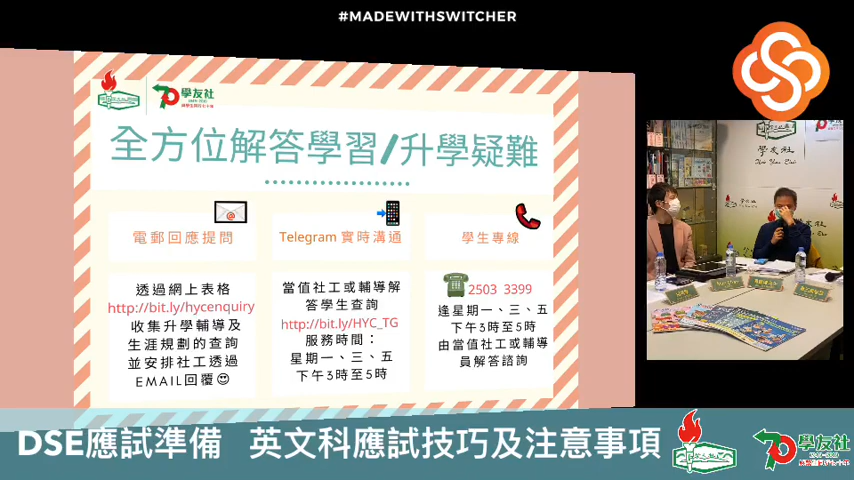 #MADEWITHSWITCHER
學友社
全方位解答學習/升學疑難
電郵回應提問
透過網上表格
http://bit.ly/hycenquiry
收集升學輔導及
生涯規劃的查詢
並安排社工透過
EMAIL回覆😍
Telegram 實時溝通
當值社工或輔導解
答學生查詢
http://bit.ly/HYC_TG
服務時間：
星期一、三、五
下午3時至5時
學生專線
2503 3399
逢星期一、三、五
下午3時至5時
由當值社工或輔導
員解答諮詢
學友社
DSE應試準備 英文科應試技巧及注意事項
學友社